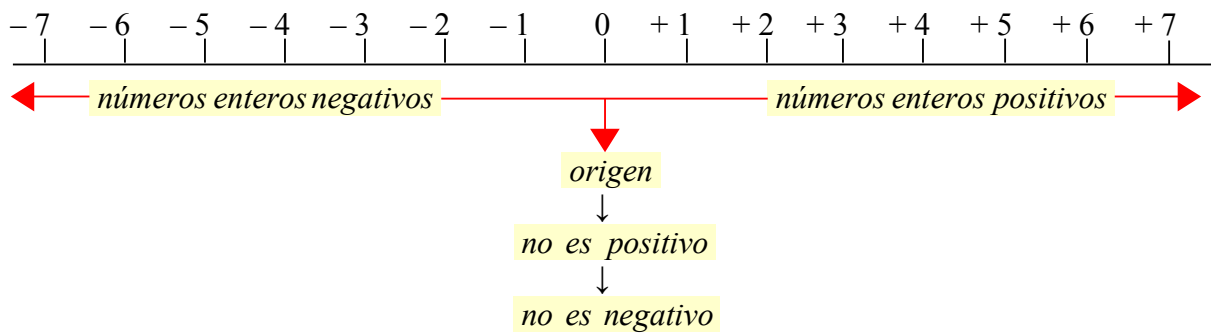 – 7 – 6 – 5 – 4 – 3 – 2 – 1 0 + 1 + 2 + 3 + 4 + 5 + 6 + 7
números enteros negativos números enteros positivos
origen
↓
no es positivo
↓
no es negativo